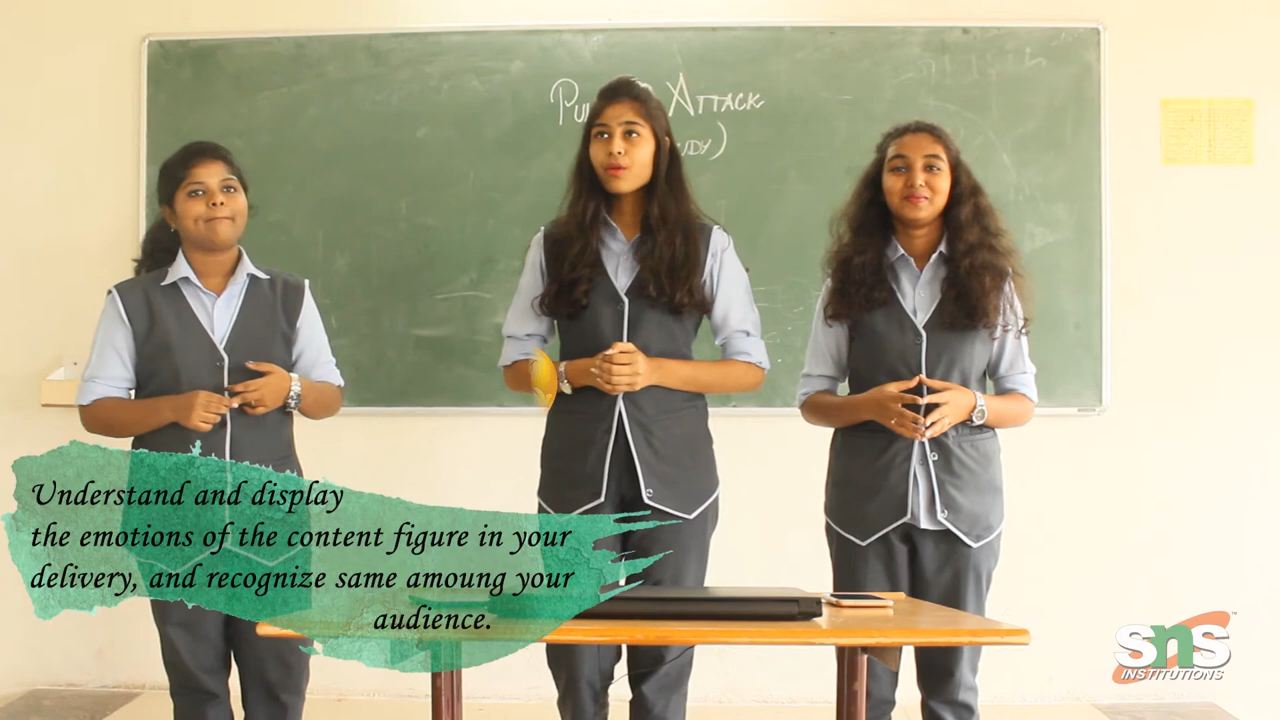 ATTACK
Understand and display
the emotions of the content figure in your
delivery, and recognize same amoung your
audience.
SNS
INSTITUTIONS
™